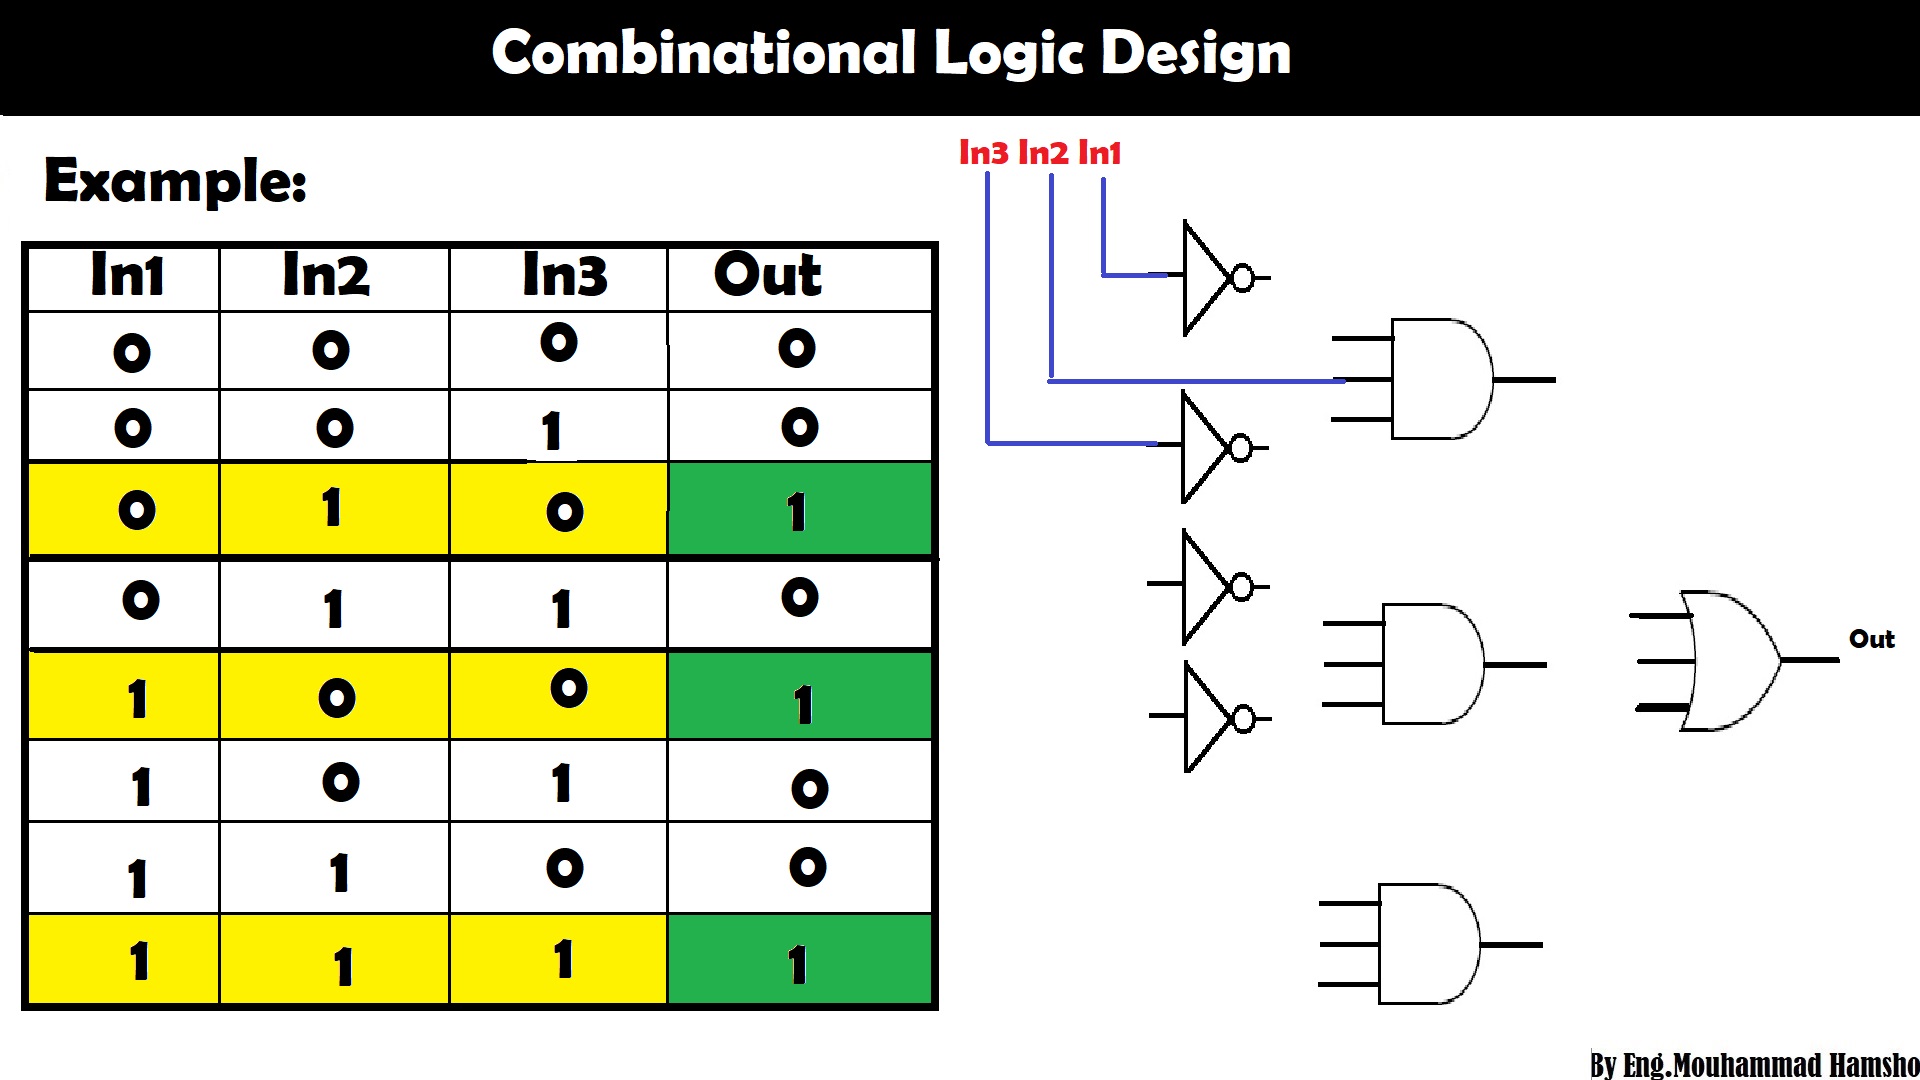 Combinational Logic Design
Example:
In3 In2 In1
In1 In2 In3 Out
0 0 0 0
0 0 1 0
0 1 0 1
0 1 1 0
1 0 0 1
1 0 1 0
1 1 0 0
1 1 1 1
Out
By Eng.Mouhammad Hamsho